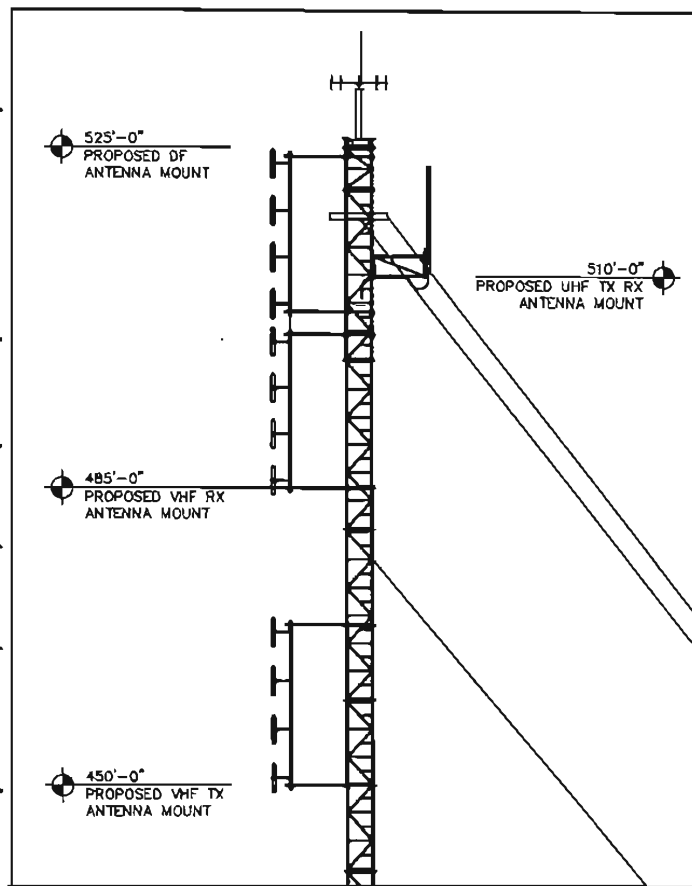 525'-0"
PROPOSED DF
ANTENNA MOUNT
510'-0"
PROPOSED UHF TX RX
ANTENNA MOUNT
485'-0"
PROPOSED VHF RX
ANTENNA MOUNT
450'-0"
PROPOSED VHF TX
ANTENNA MOUNT